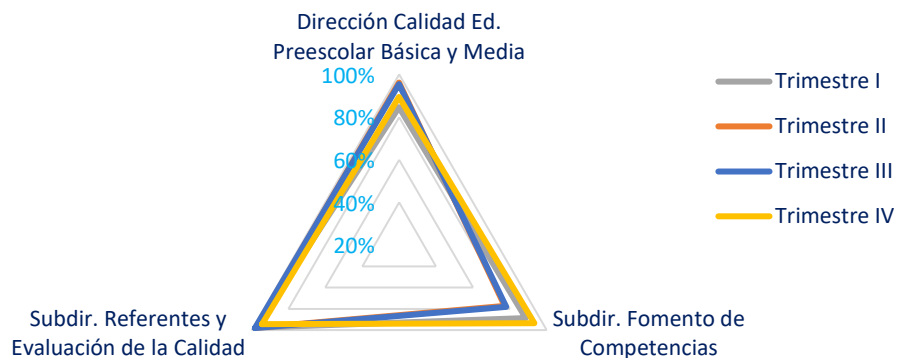 Dirección Calidad Ed.
Preescolar Básica y Media
100%
80%
60%
40%
20%
Trimestre I
Trimestre II
Trimestre III
Trimestre IV
Subdir. Referentes y
Evaluación de la Calidad
Subdir. Fomento de
Competencias